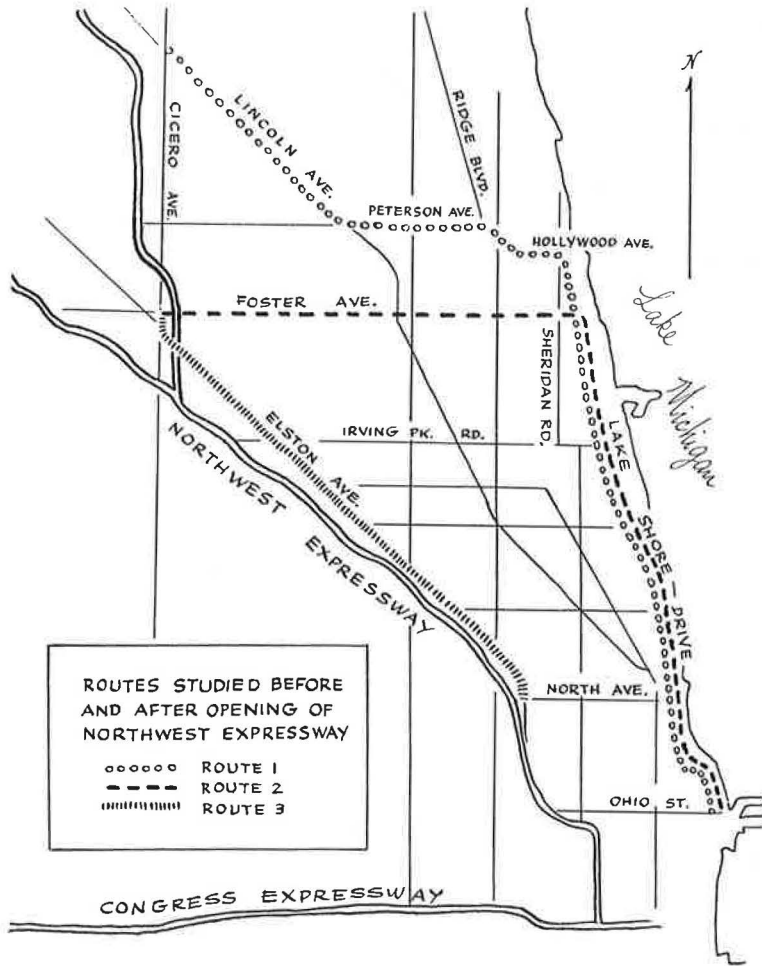 N
CICERO AVE.
LINCOLN AVE.
RIDGE BLVD.
PETERSON AVE.
HOLLYWOOD AVE.
FOSTER AVE.
SHERIDAN RD.
Lake
Michigan
ELSTON AVE.
IRVING PK. RD.
NORTHWEST EXPRESSWAY
LAKE SHORE DRIVE
NORTH AVE.
OHIO ST.
ROUTES STUDIED BEFORE
AND AFTER OPENING OF
NORTHWEST EXPRESSWAY
ROUTE 1
ROUTE 2
ROUTE 3
CONGRESS EXPRESSWAY